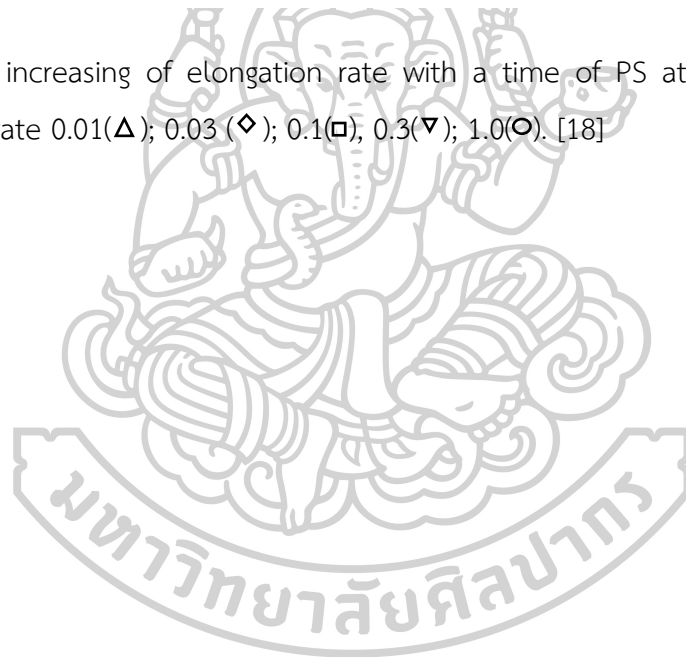 increasing of elongation rate with a time of PS at
ate 0.01(△); 0.03 (◇); 0.1(□), 0.3(▽); 1.0(○). [18]
มหาวิทยาลัยศิลปากร